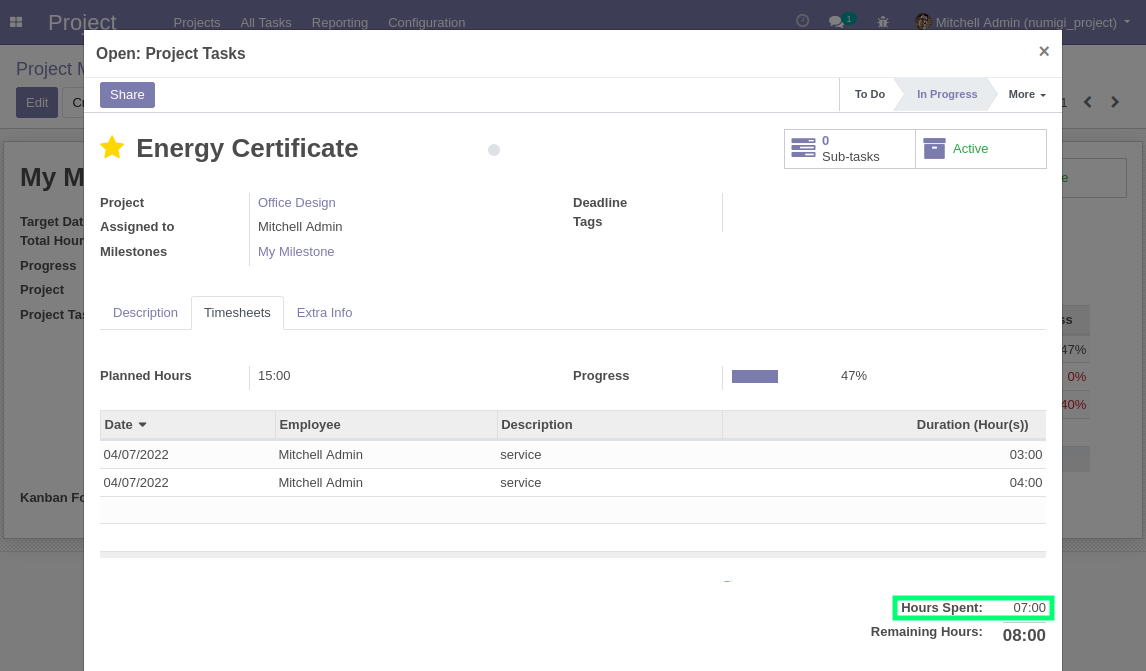 Project Projects All Tasks Reporting Configuration 1 Mitchell Admin (numigi_project)
Project M
Open: Project Tasks ×
Edit
Share To Do In Progress More
Energy Certificate 0 Sub-tasks Active
My M
Project Office Design Deadline
Target Dat
Assigned to Mitchell Admin Tags
Total Hour
Milestones My Milestone
Progress
Project
Project Tas
Description Timesheets Extra Info
Planned Hours 15:00 Progress 47%
47%
0%
40%
Date Employee Description Duration (Hour(s))
04/07/2022 Mitchell Admin service 03:00
04/07/2022 Mitchell Admin service 04:00
Kanban Fo
Hours Spent: 07:00
Remaining Hours: 08:00